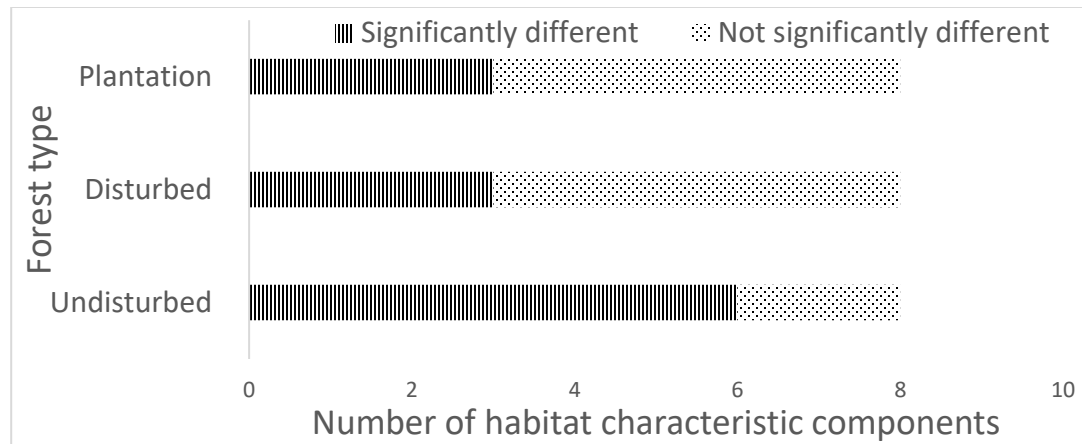 Significantly different Not significantly different
Forest type
Plantation
Disturbed
Undisturbed
0 2 4 6 8 10
Number of habitat characteristic components